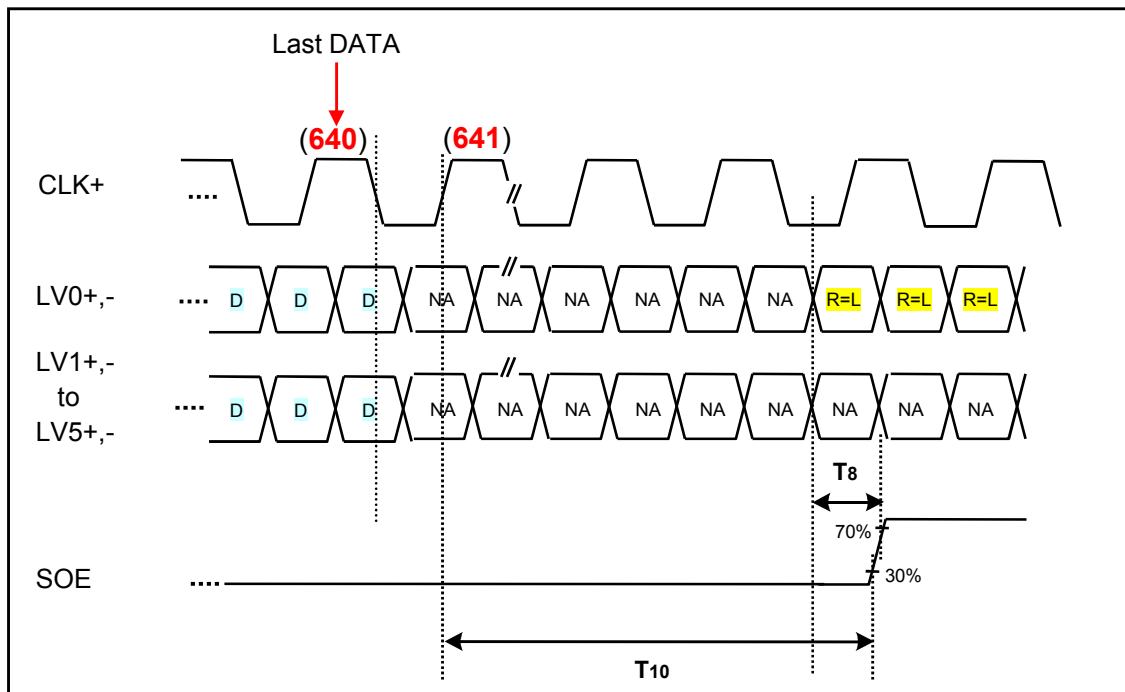 Last DATA
(640) (641)
CLK+ ....
LV0+,- .... D D D NA NA NA NA NA NA R=L R=L R=L
LV1+,-
to
LV5+,-
.... D D D NA NA NA NA NA NA NA NA NA
T8
70%
30%
SOE ....
T10